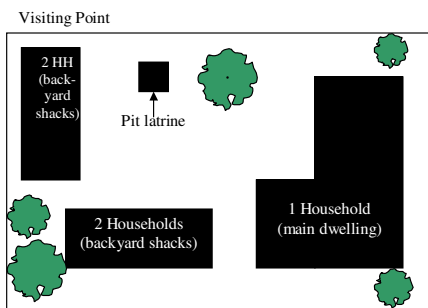 Visiting Point
2 HH
(back-
yard
shacks)
Pit latrine
2 Households
(backyard shacks)
1 Household
(main dwelling)